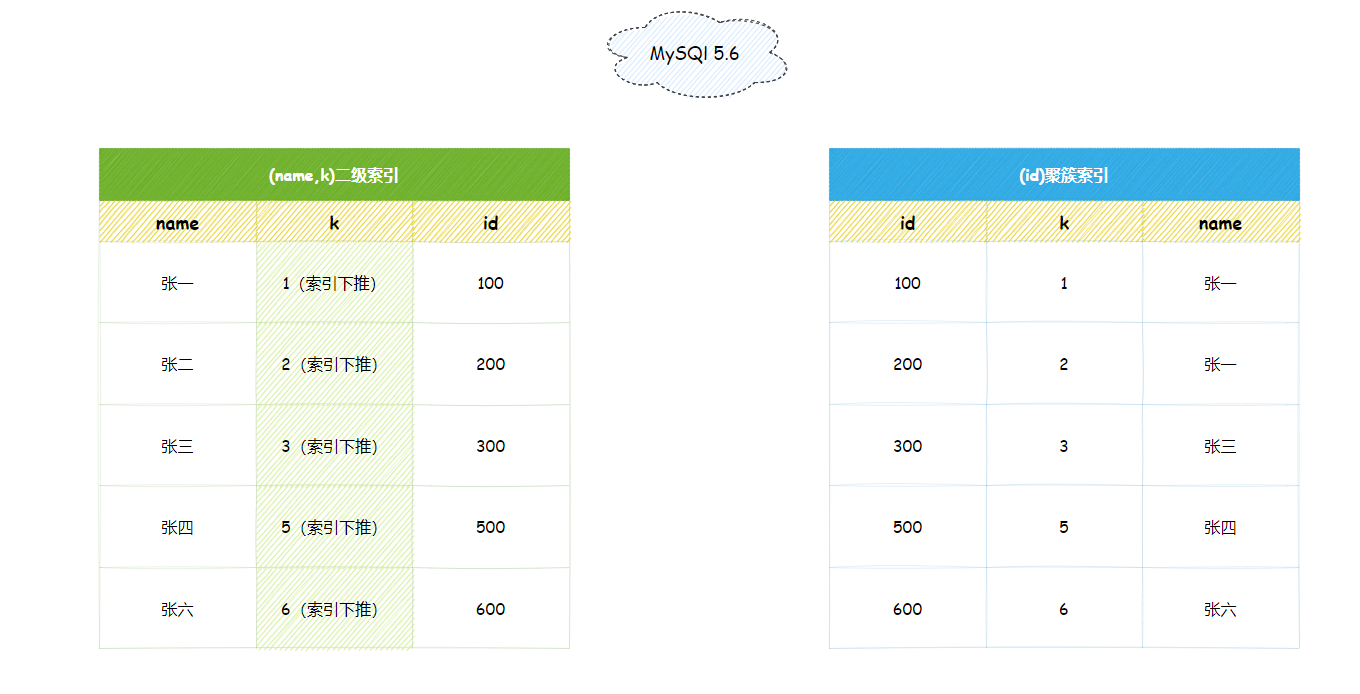 MySQl 5.6
(name,k)二级索引
name k id
张一 1（索引下推） 100
张二 2（索引下推） 200
张三 3（索引下推） 300
张四 5（索引下推） 500
张六 6（索引下推） 600
(id)聚簇索引
id k name
100 1 张一
200 2 张一
300 3 张三
500 5 张四
600 6 张六